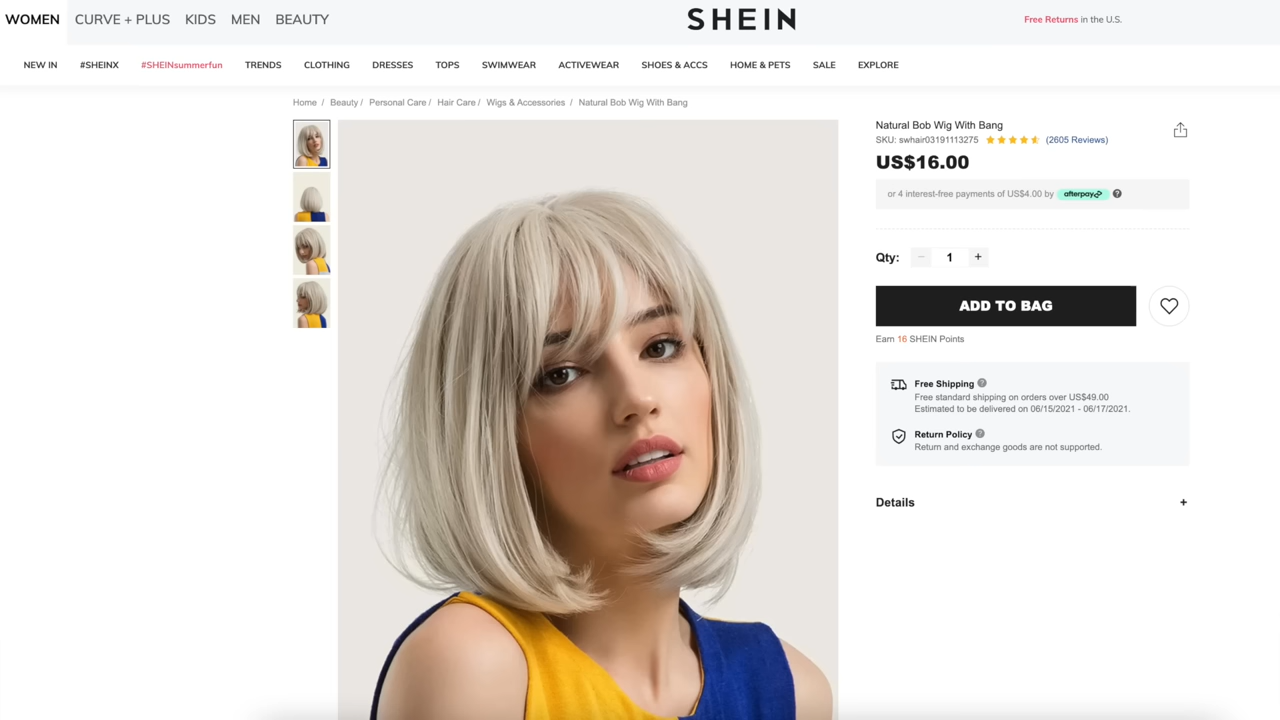 WOMEN CURVE + PLUS KIDS MEN BEAUTY
SHEIN
Free Returns in the U.S.
NEW IN #SHEINX #SHEINsummerfun TRENDS CLOTHING DRESSES TOPS SWIMWEAR ACTIVEWEAR SHOES & ACCS HOME & PETS SALE EXPLORE
Home / Beauty / Personal Care / Hair Care / Wigs & Accessories / Natural Bob Wig With Bang
Natural Bob Wig With Bang
SKU: swhair03191113275 (2605 Reviews)
US$16.00
or 4 interest-free payments of US$4.00 by afterpay ?
Qty: − 1 +
ADD TO BAG
Earn 16 SHEIN Points
Free Shipping ?
Free standard shipping on orders over US$49.00
Estimated to be delivered on 06/15/2021 - 06/17/2021.
Return Policy ?
Return and exchange goods are not supported.
Details +